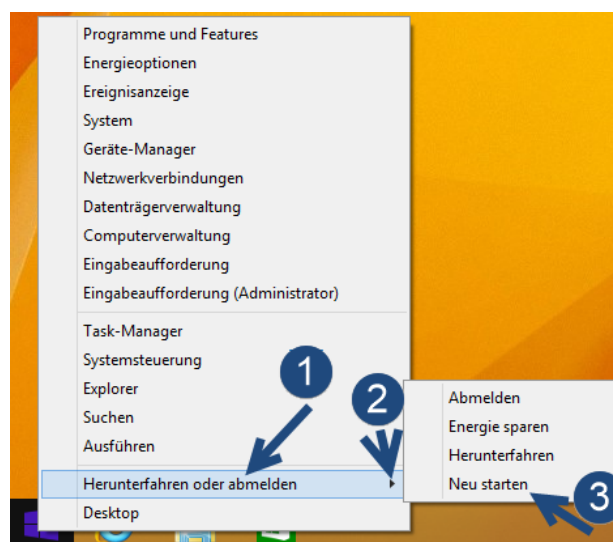 Programme und Features
Energieoptionen
Ereignisanzeige
System
Geräte-Manager
Netzwerkverbindungen
Datenträgerverwaltung
Computerverwaltung
Eingabeaufforderung
Eingabeaufforderung (Administrator)
Task-Manager
Systemsteuerung
Explorer
Suchen
Ausführen
Herunterfahren oder abmelden
Desktop
1
2
Abmelden
Energie sparen
Herunterfahren
Neu starten
3